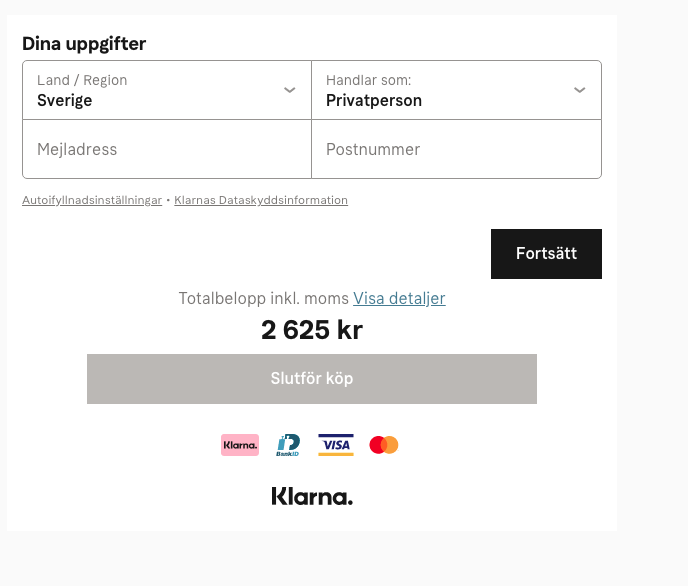 Dina uppgifter
Land / Region
Sverige
Handlar som:
Privatperson
Mejladress
Postnummer
Autoifyllnadsinställningar • Klarnas Dataskyddsinformation
Fortsätt
Totalbelopp inkl. moms Visa detaljer
2 625 kr
Slutför köp
Klarna. BankID VISA
Klarna.